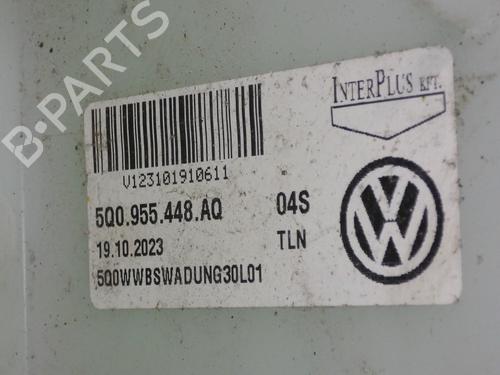 B-PARTS
INTERPLUS KFT.
V123101910611
5Q0.955.448.AQ 04S
19.10.2023 TLN
5Q0WWBSWADUNG30L01